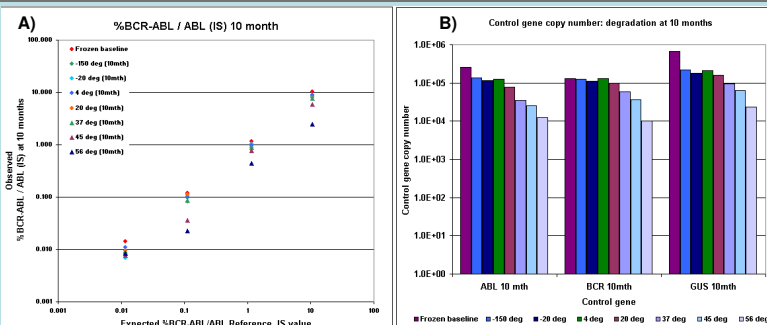 A)
%BCR-ABL / ABL (IS) 10 month
100.000
10.000
1.000
0.100
0.010
0.001
Observed
%BCR-ABL / ABL (IS) at 10 months
Frozen baseline
-150 deg (10mth)
-20 deg (10mth)
4 deg (10mth)
20 deg (10mth)
37 deg (10mth)
45 deg (10mth)
56 deg (10mth)
0.001 0.01 0.1 1 10 100
Expected %BCR-ABL/ABL Reference IS value
B)
Control gene copy number: degradation at 10 months
1.0E+06
1.0E+05
1.0E+04
1.0E+03
1.0E+02
1.0E+01
1.0E+00
Control gene copy number
ABL 10 mth BCR 10mth GUS 10mth
Control gene
Frozen baseline -150 deg -20 deg 4 deg 20 deg 37 deg 45 deg 56 deg